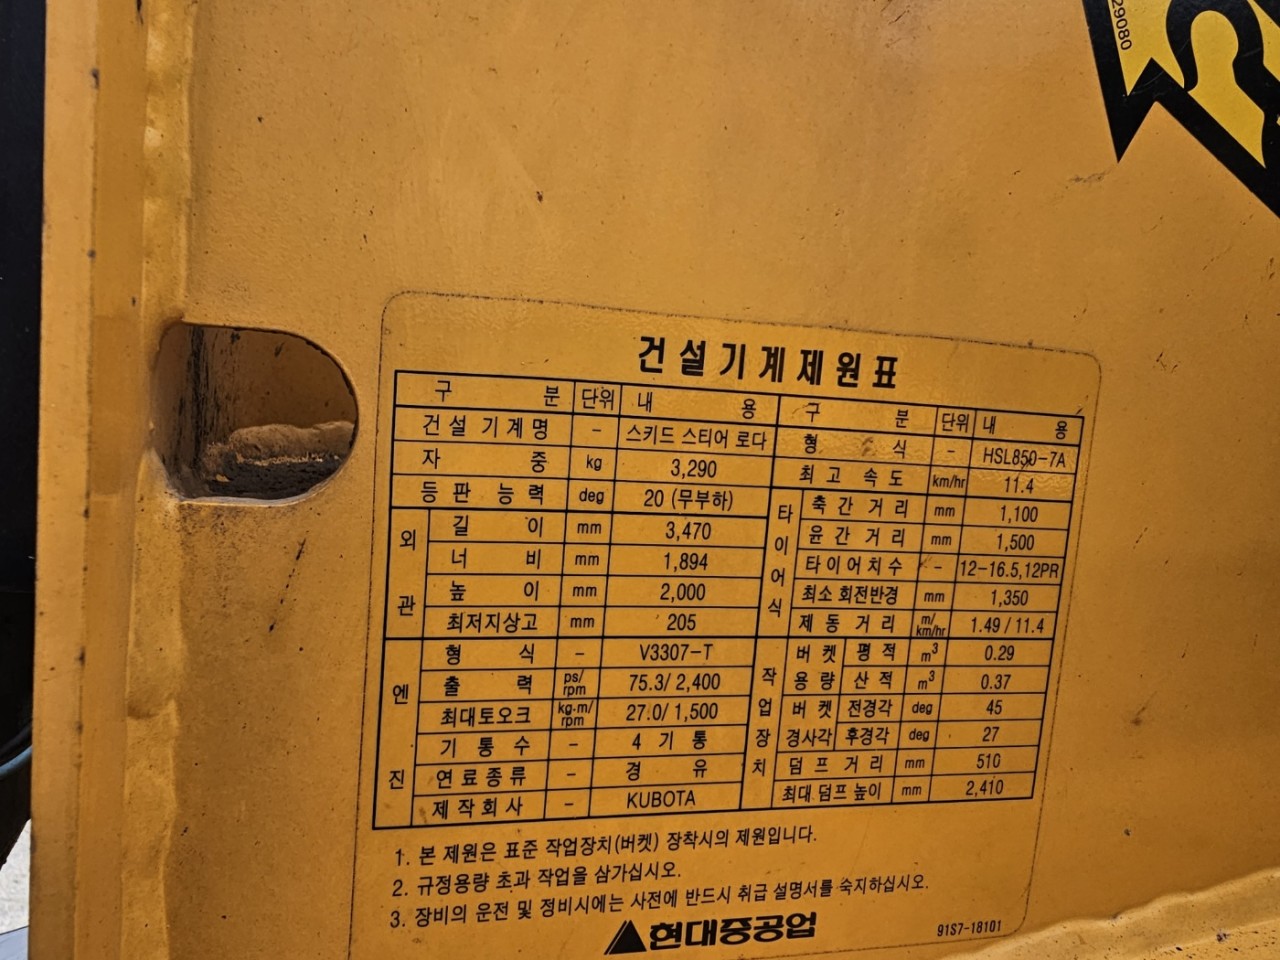 29080
건설기계제원표
구 분 단위 내 용 구 분 단위 내 용
건설 기계명 - 스키드 스티어 로다 형 식 - HSL850-7A
자 중 kg 3,290 최고 속도 km/hr 11.4
등판능력 deg 20 (무부하) 타이어식 축간거리 mm 1,100
외관 길이 mm 3,470 윤간거리 mm 1,500
너비 mm 1,894 타이어치수 - 12-16.5,12PR
높이 mm 2,000 최소 회전반경 mm 1,350
최저지상고 mm 205 제동거리 m/km/hr 1.49/11.4
엔진 형식 - V3307-T 작업장치 버켓용량 평적 m³ 0.29
출력 ps/rpm 75.3/2,400 산적 m³ 0.37
최대토오크 kg·m/rpm 27.0/1,500 버켓경사각 전경각 deg 45
기통수 - 4 기통 후경각 deg 27
연료종류 - 경유 덤프거리 mm 510
제작회사 - KUBOTA 최대 덤프 높이 mm 2,410
1. 본 제원은 표준 작업장치(버켓) 장착시의 제원입니다.
2. 규정용량 초과 작업을 삼가십시오.
3. 장비의 운전 및 정비시에는 사전에 반드시 취급 설명서를 숙지하십시오.
현대중공업
91S7-18101